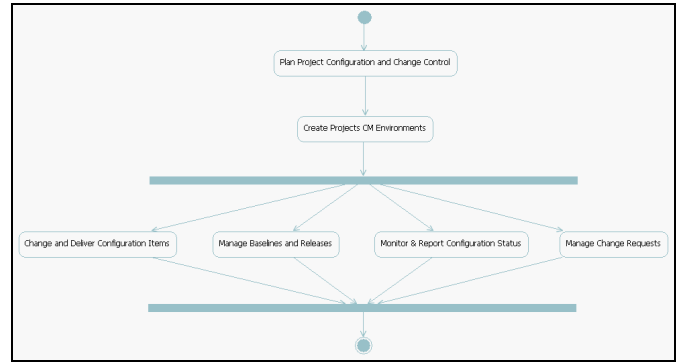 Plan Project Configuration and Change Control
Create Projects CM Environments
Change and Deliver Configuration Items
Manage Baselines and Releases
Monitor & Report Configuration Status
Manage Change Requests